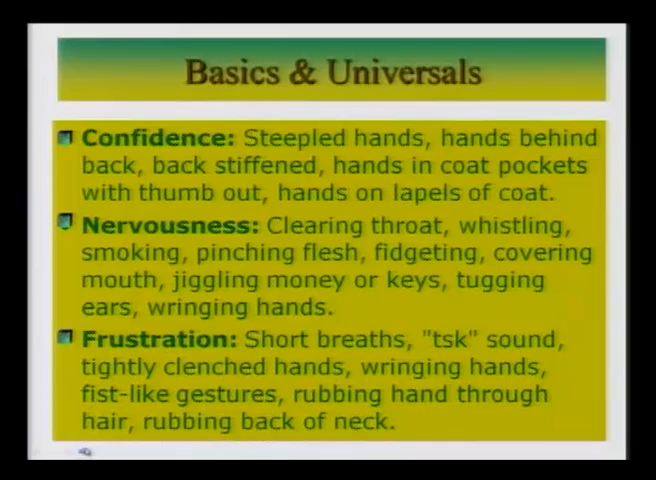 Basics & Universals
Confidence: Steepled hands, hands behind
back, back stiffened, hands in coat pockets
with thumb out, hands on lapels of coat.
Nervousness: Clearing throat, whistling,
smoking, pinching flesh, fidgeting, covering
mouth, jiggling money or keys, tugging
ears, wringing hands.
Frustration: Short breaths, "tsk" sound,
tightly clenched hands, wringing hands,
fist-like gestures, rubbing hand through
hair, rubbing back of neck.